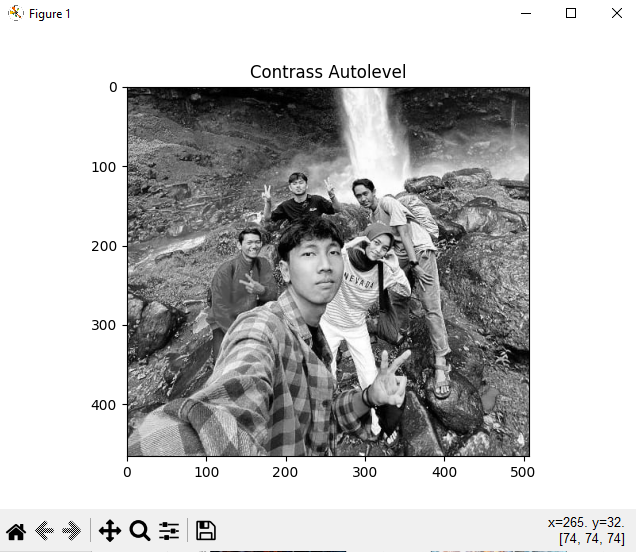 Figure 1
Contrass Autolevel
0
100
200
300
400
0 100 200 300 400 500
NEVADA
x=265. y=32.
[74, 74, 74]